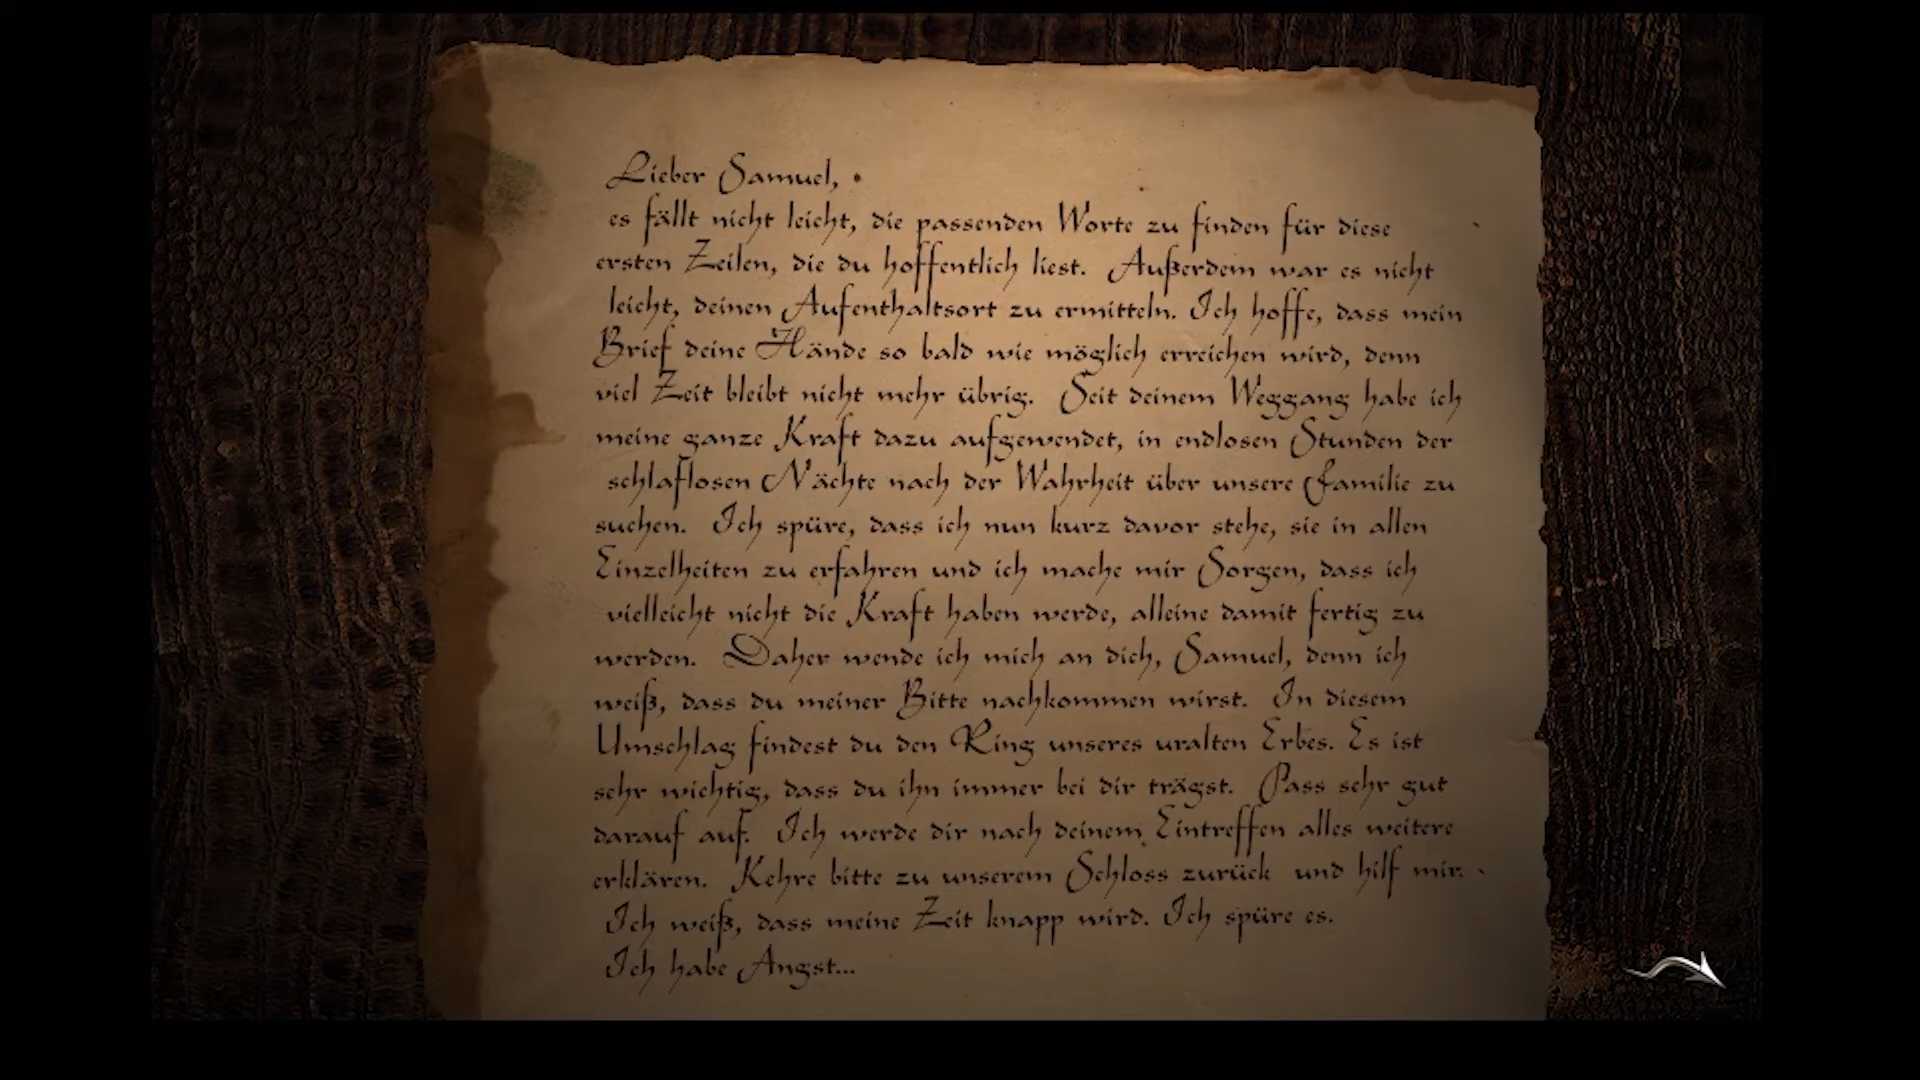 Lieber Samuel,
es fällt nicht leicht, die passenden Worte zu finden für diese
ersten Zeilen, die du hoffentlich liest. Außerdem war es nicht
leicht, deinen Aufenthaltsort zu ermitteln. Ich hoffe, dass mein
Brief deine Hände so bald wie möglich erreichen wird, denn
viel Zeit bleibt nicht mehr übrig. Seit deinem Weggang habe ich
meine ganze Kraft dazu aufgewendet, in endlosen Stunden der
schlaflosen Nächte nach der Wahrheit über unsere Familie zu
suchen. Ich spüre, dass ich nun kurz davor stehe, sie in allen
Einzelheiten zu erfahren und ich mache mir Sorgen, dass ich
vielleicht nicht die Kraft haben werde, alleine damit fertig zu
werden. Daher wende ich mich an dich, Samuel, denn ich
weiß, dass du meiner Bitte nachkommen wirst. In diesem
Umschlag findest du den Ring unseres uralten Erbes. Es ist
sehr wichtig, dass du ihn immer bei dir trägst. Pass sehr gut
darauf auf. Ich werde dir nach deinem Eintreffen alles weitere
erklären. Kehre bitte zu unserem Schloss zurück und hilf mir.
Ich weiß, dass meine Zeit knapp wird. Ich spüre es.
Ich habe Angst...